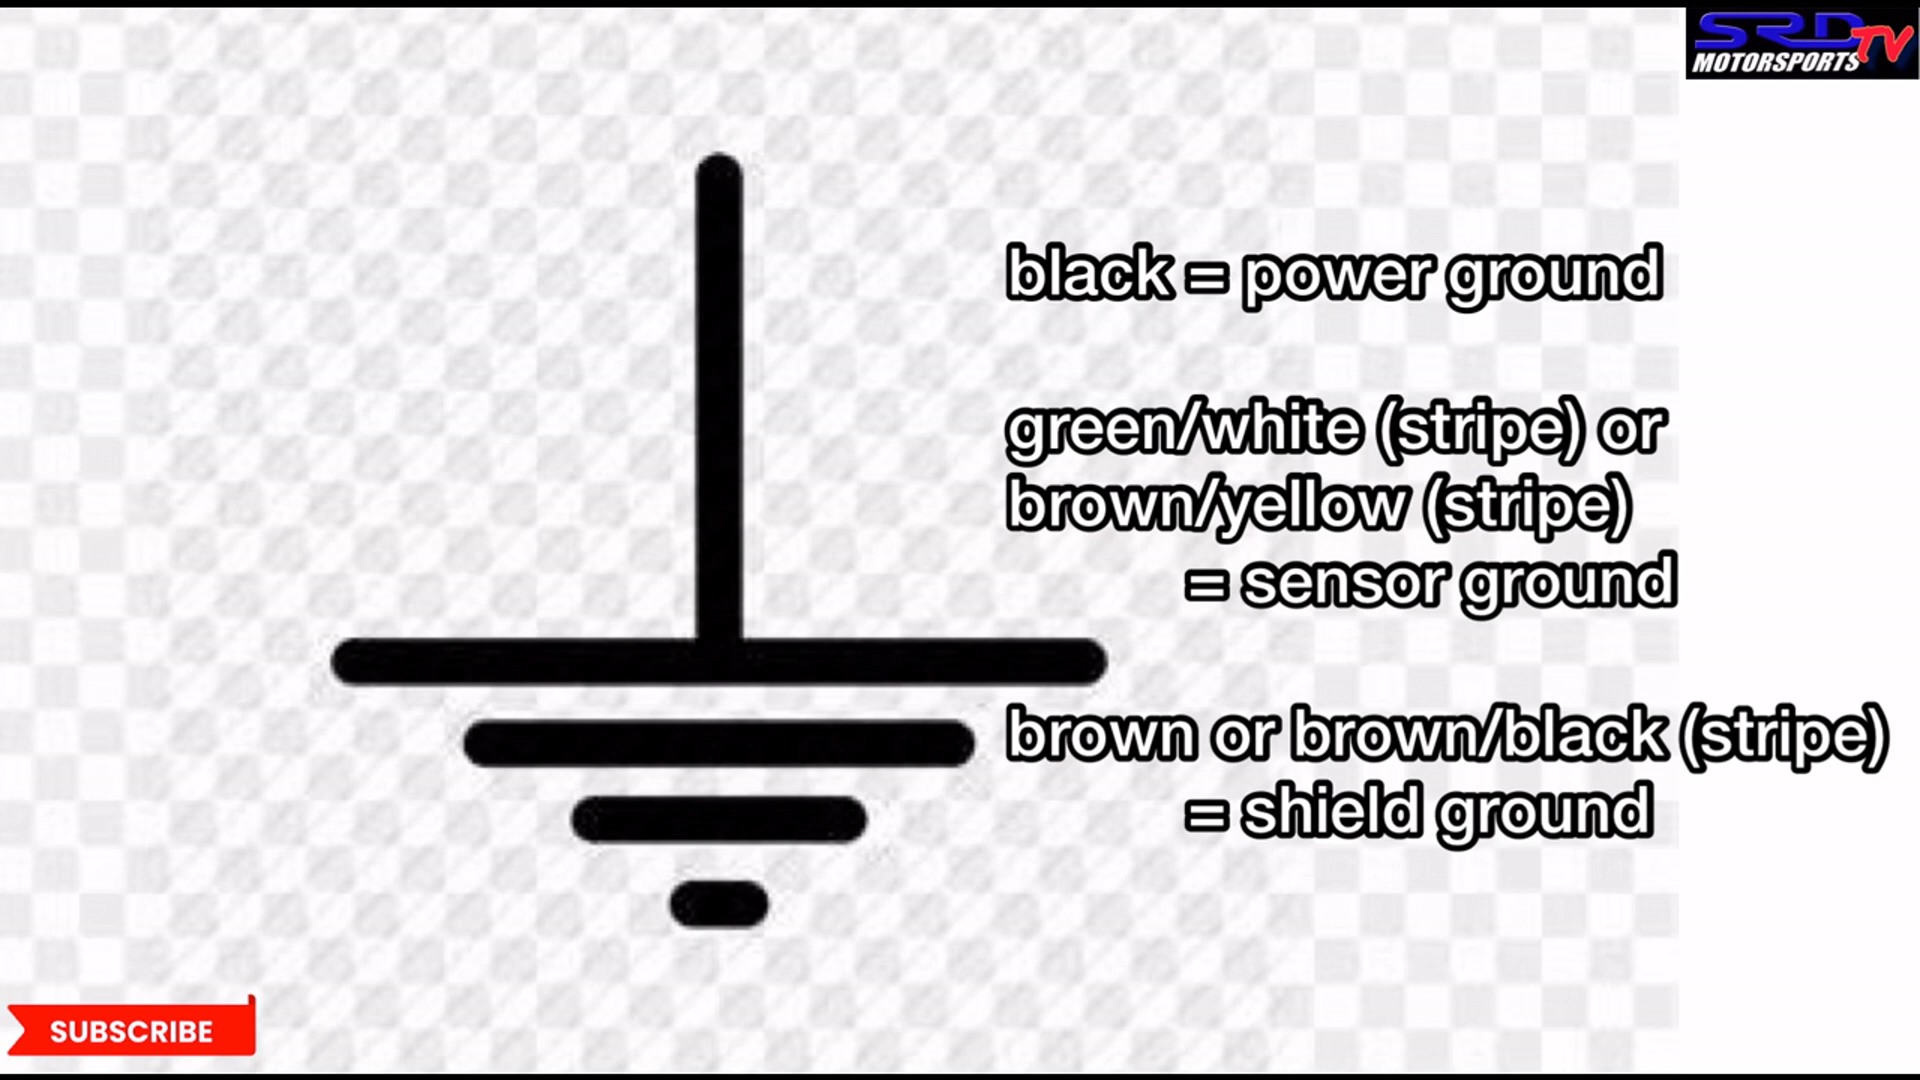 SRD TV
MOTORSPORTS
black = power ground
green/white (stripe) or
brown/yellow (stripe)
= sensor ground
brown or brown/black (stripe)
= shield ground
SUBSCRIBE